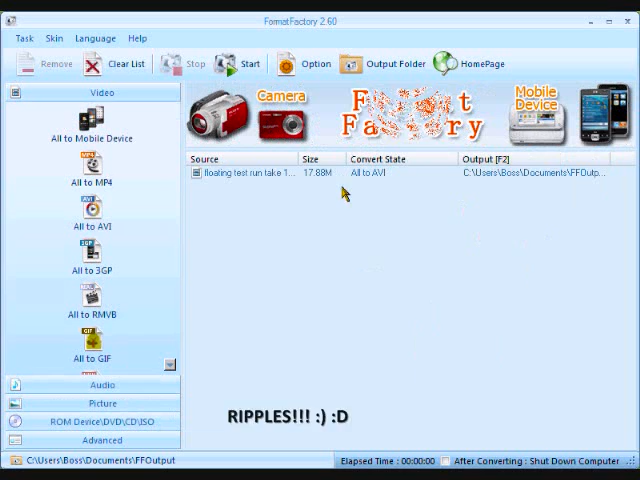 FormatFactory 2.60
Task Skin Language Help
Remove Clear List Stop Start Option Output Folder HomePage
Video
All to Mobile Device
MP4
All to MP4
AVI
All to AVI
3GP
All to 3GP
All to RMVB
GIF
All to GIF
Audio
Picture
ROM Device\DVD\CD\ISO
Advanced
Camera
Factory
Mobile
Device
Source Size Convert State Output [F2]
floating test run take 1... 17.88M All to AVI C:\Users\Boss\Documents\FFOutp...
RIPPLES!!! :) :D
C:\Users\Boss\Documents\FFOutput
Elapsed Time : 00:00:00 After Converting : Shut Down Computer